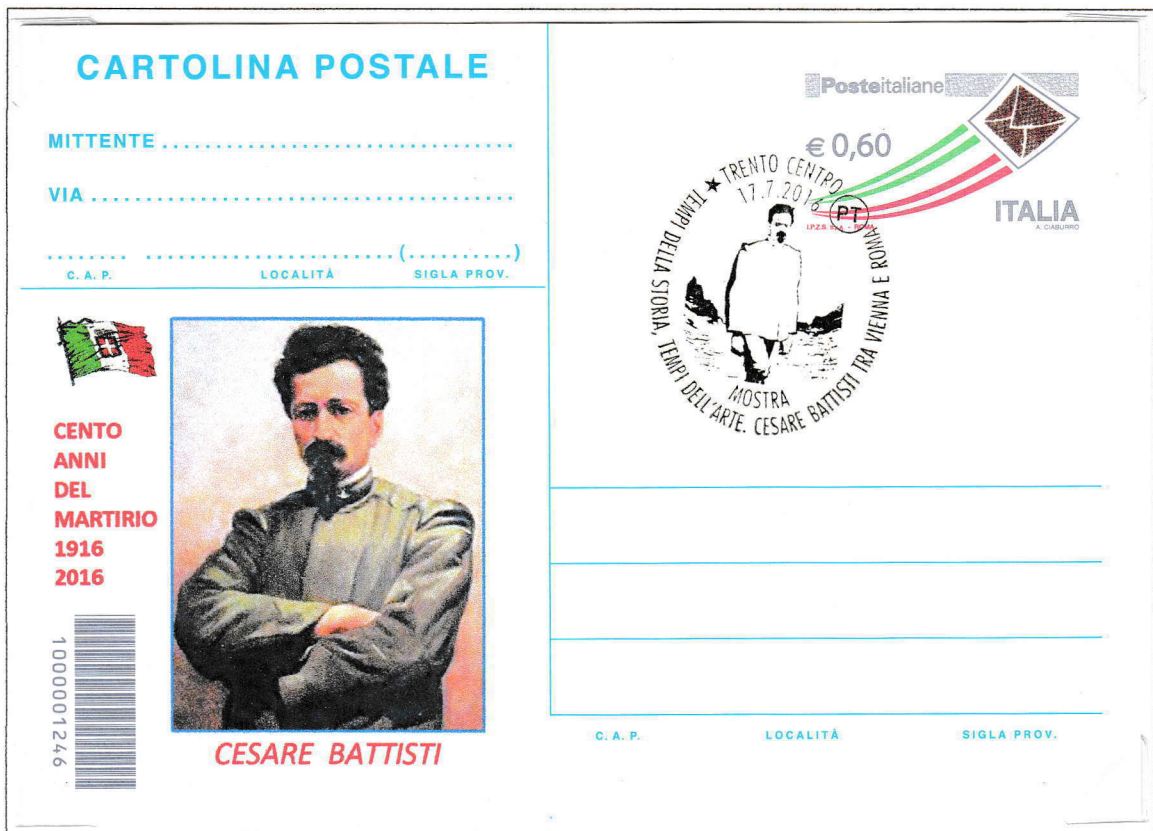 CARTOLINA POSTALE
MITTENTE ................................
VIA .......................................
........ ....................... (..........)
C. A. P. LOCALITÀ SIGLA PROV.
CENTO
ANNI
DEL
MARTIRIO
1916
2016
1000001246
CESARE BATTISTI
Posteitaliane
€ 0,60
ITALIA
A. CIABURRO
I.P.Z.S. S.p.A. - ROMA
★ TRENTO CENTRO
17.7.2016
PT
TEMPI DELLA STORIA, TEMPI DELL'ARTE. CESARE BATTISTI TRA VIENNA E ROMA
MOSTRA
C. A. P. LOCALITÀ SIGLA PROV.